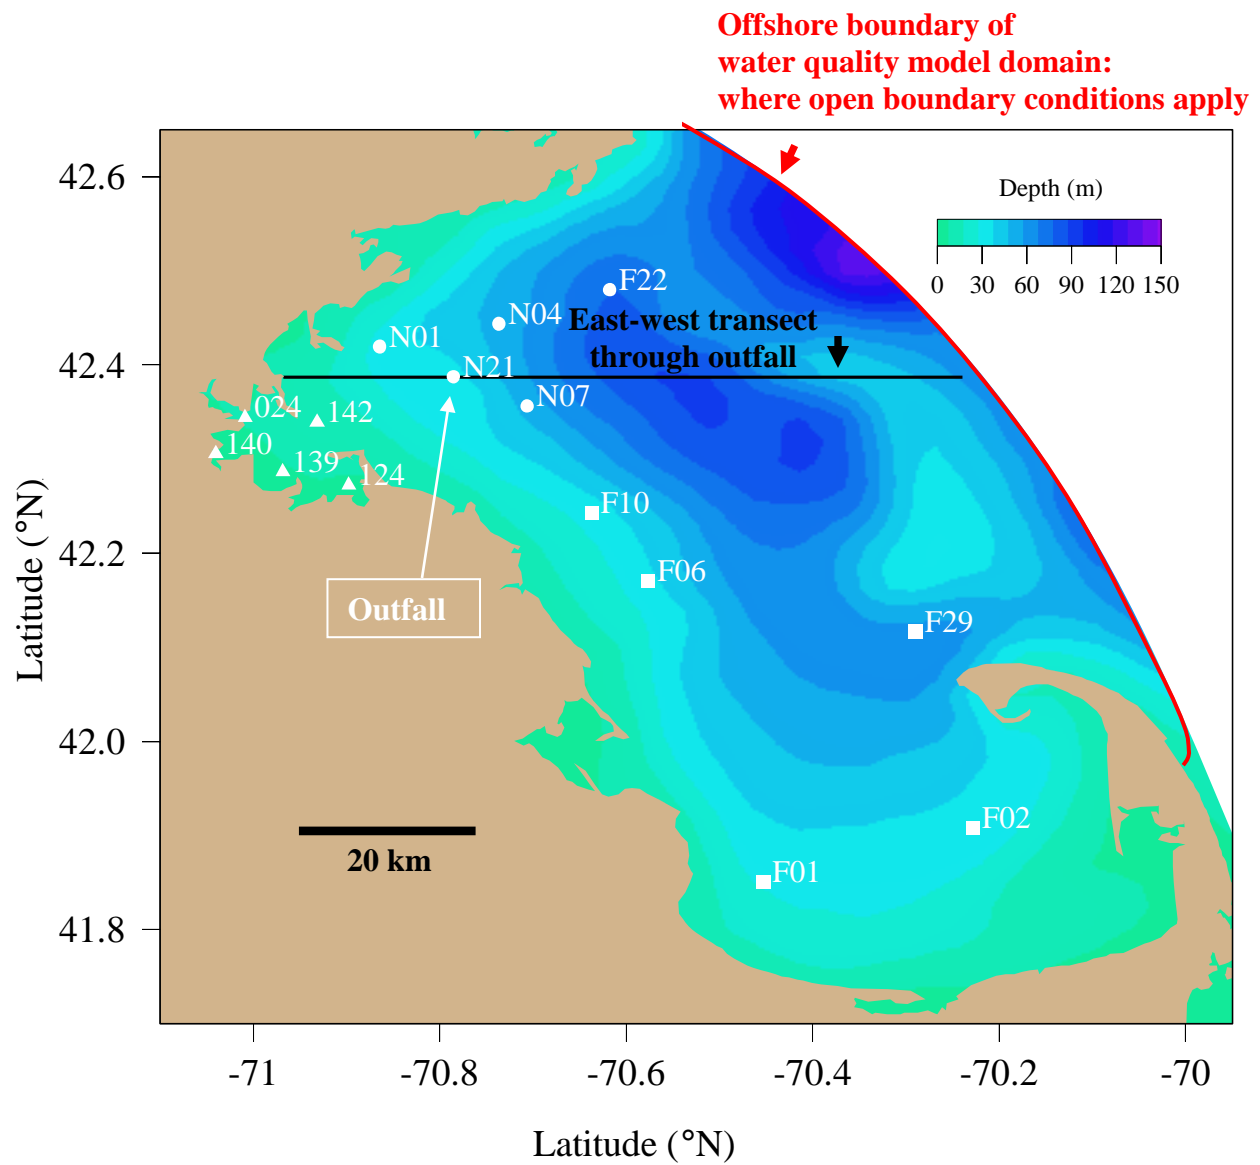 Offshore boundary of
water quality model domain:
where open boundary conditions apply
42.6
42.4
42.2
42.0
41.8
Latitude (°N)
Depth (m)
0 30 60 90 120 150
F22
N04
East-west transect
through outfall
N01
N21
N07
024
142
140
139
124
F10
F06
Outfall
F29
F02
F01
20 km
-71 -70.8 -70.6 -70.4 -70.2 -70
Latitude (°N)